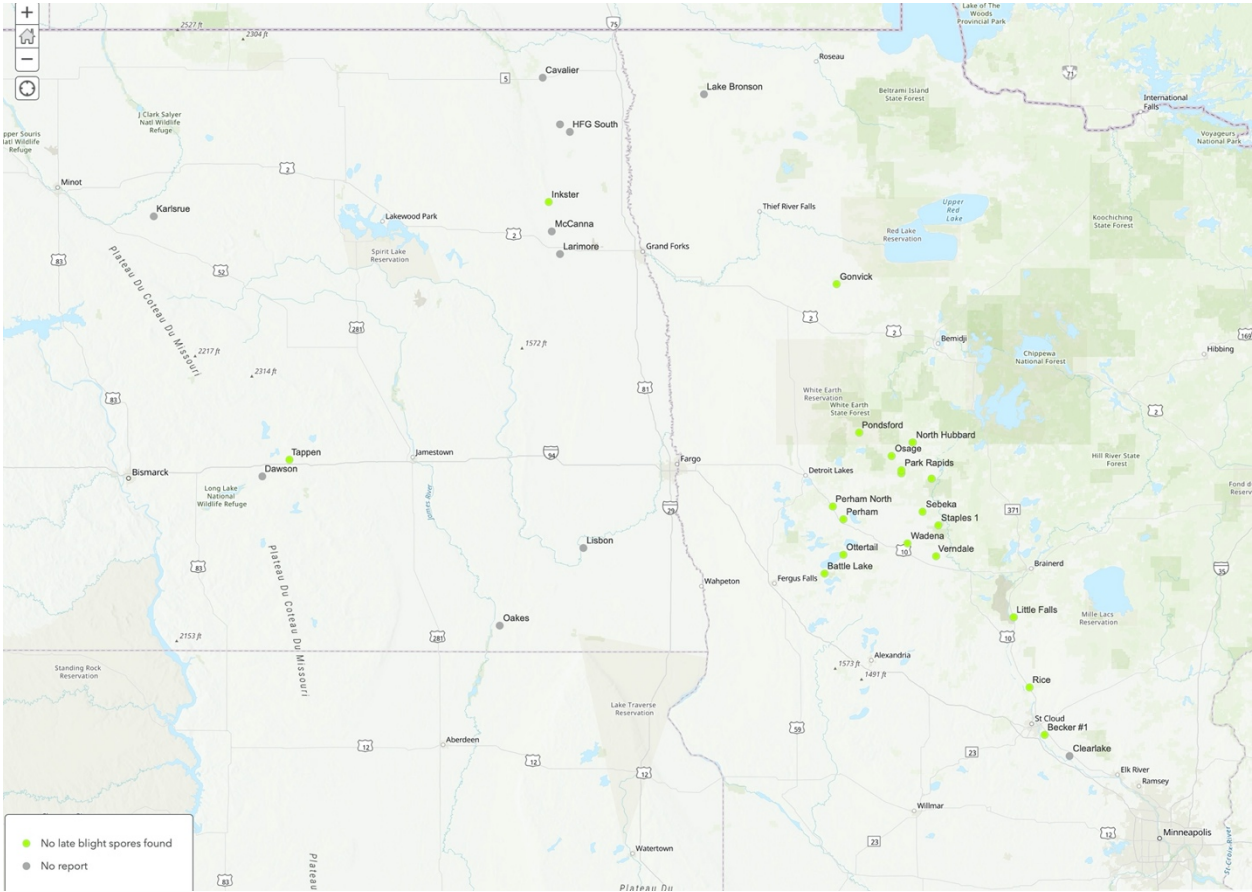 +
−
2527 ft
2304 ft
75
Lake of The
Woods
Provincial Park
Roseau
71
Cavalier
5
Lake Bronson
Beltrami Island
State Forest
International
Falls
J Clark Salyer
Natl Wildlife
Refuge
HFG South
Voyageurs
National Park
pper Souris
Natl Wildlife
Refuge
2
Minot
Inkster
Karlsrue
Lakewood Park
Thief River Falls
Upper
Red
Lake
Koochiching
State Forest
McCanna
2
Red Lake
Reservation
Larimore
Grand Forks
Spirit Lake
Reservation
83
52
Gonvick
Plateau Du Coteau Du Missouri
281
2
2
Bemidji
169
1572 ft
Hibbing
2217 ft
2314 ft
Chippewa
National Forest
83
81
White Earth
Reservation
White Earth
State Forest
2
Pondsford
North Hubbard
Tappen
Jamestown
94
Fargo
Osage
Park Rapids
Hill River State
Forest
Bismarck
Dawson
Detroit Lakes
Long Lake
National
Wildlife Refuge
James River
29
Perham North
Perham
Sebeka
Staples 1
371
Fond d
Reservatio
Lisbon
Wadena
10
Verndale
Ottertail
Battle Lake
Brainerd
35
83
Wahpeton
Fergus Falls
Plateau Du Coteau Du Missouri
Little Falls
Mille Lacs
Reservation
Oakes
2153 ft
281
10
Alexandria
Standing Rock
Reservation
1573 ft
1491 ft
Rice
Lake Traverse
Reservation
St Cloud
59
Becker #1
12
Aberdeen
12
12
23
Clearlake
Elk River
Ramsey
Willmar
12
Minneapolis
23
No late blight spores found
No report
83
Plateau
Watertown
Plateau Du
St-Croix-River